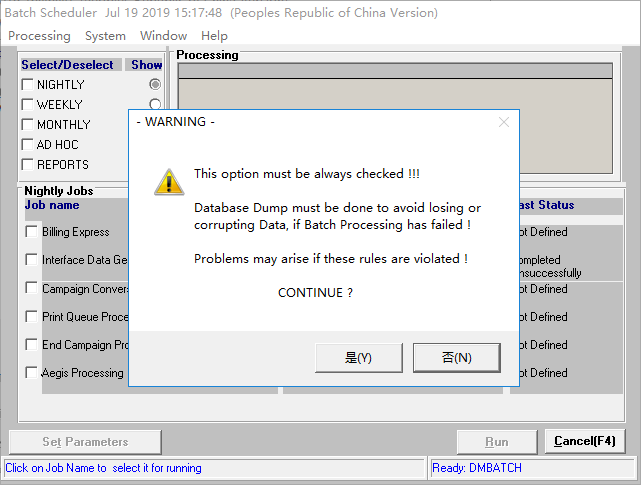 Batch Scheduler Jul 19 2019 15:17:48 (Peoples Republic of China Version)
Processing System Window Help
Select/Deselect Show
NIGHTLY
WEEKLY
MONTHLY
AD HOC
REPORTS
Processing
- WARNING -
This option must be always checked !!!
Database Dump must be done to avoid losing or
corrupting Data, if Batch Processing has failed !
Problems may arise if these rules are violated !
CONTINUE ?
是(Y) 否(N)
Nightly Jobs
Job name ast Status
Billing Express ot Defined
Interface Data Ge ompleted
nsuccessfully
Campaign Convers ot Defined
Print Queue Proce ot Defined
End Campaign Pro ot Defined
Aegis Processing ot Defined
Set Parameters Run Cancel(F4)
Click on Job Name to select it for running Ready: DMBATCH